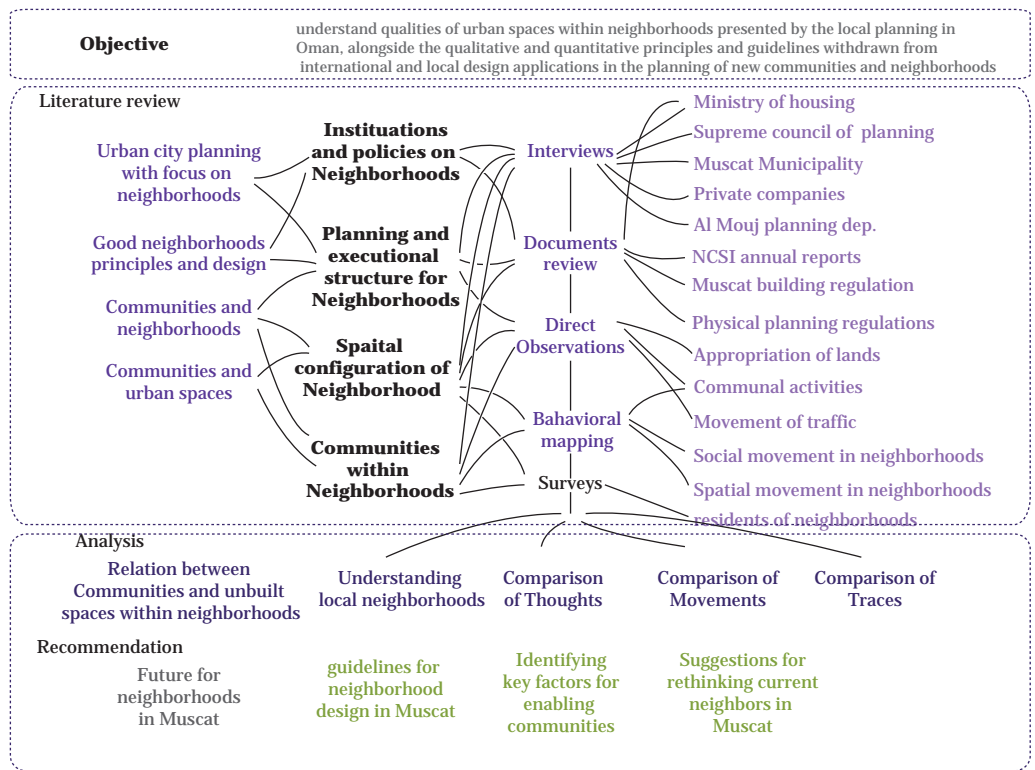 Objective
understand qualities of urban spaces within neighborhoods presented by the local planning in
Oman, alongside the qualitative and quantitative principles and guidelines withdrawn from
international and local design applications in the planning of new communities and neighborhoods
Literature review
Urban city planning
with focus on
neighborhoods
Good neighborhoods
principles and design
Communities and
neighborhoods
Communities and
urban spaces
Instituations
and policies on
Neighborhoods
Planning and
executional
structure for
Neighborhoods
Spaital
configuration of
Neighborhood
Communities
within
Neighborhoods
Interviews
Documents
review
Direct
Observations
Bahavioral
mapping
Surveys
Ministry of housing
Supreme council of planning
Muscat Municipality
Private companies
Al Mouj planning dep.
NCSI annual reports
Muscat building regulation
Physical planning regulations
Appropriation of lands
Communal activities
Movement of traffic
Social movement in neighborhoods
Spatial movement in neighborhoods
residents of neighborhoods
Analysis
Relation between
Communities and unbuilt
spaces within neighborhoods
Understanding
local neighborhoods
Comparison
of Thoughts
Comparison of
Movements
Comparison of
Traces
Recommendation
Future for
neighborhoods
in Muscat
guidelines for
neighborhood
design in Muscat
Identifying
key factors for
enabling
communities
Suggestions for
rethinking current
neighbors in
Muscat